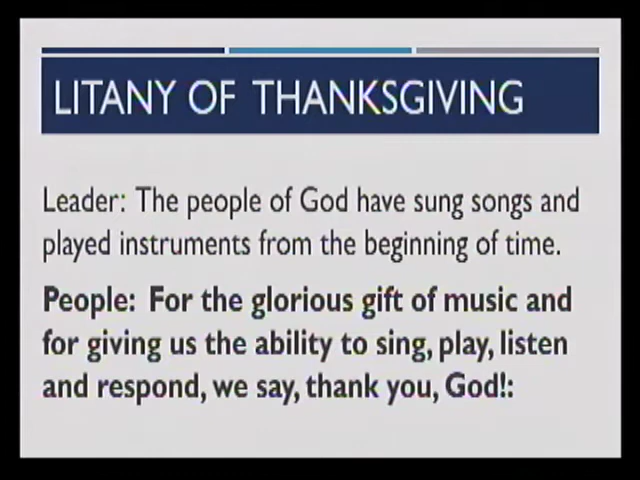 LITANY OF THANKSGIVING
Leader: The people of God have sung songs and
played instruments from the beginning of time.
People: For the glorious gift of music and
for giving us the ability to sing, play, listen
and respond, we say, thank you, God!: